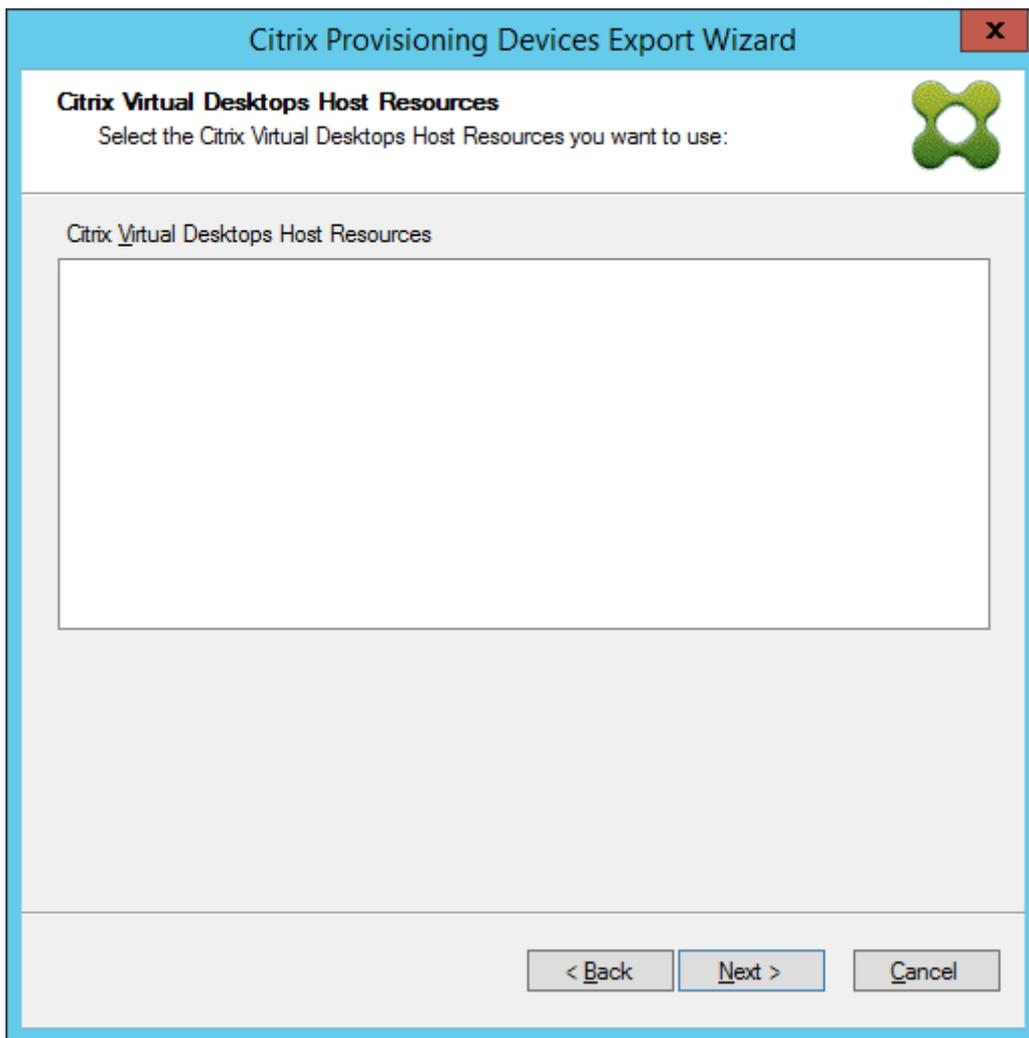 Citrix Provisioning Devices Export Wizard
x
Citrix Virtual Desktops Host Resources
Select the Citrix Virtual Desktops Host Resources you want to use:
Citrix Virtual Desktops Host Resources
< Back
Next >
Cancel